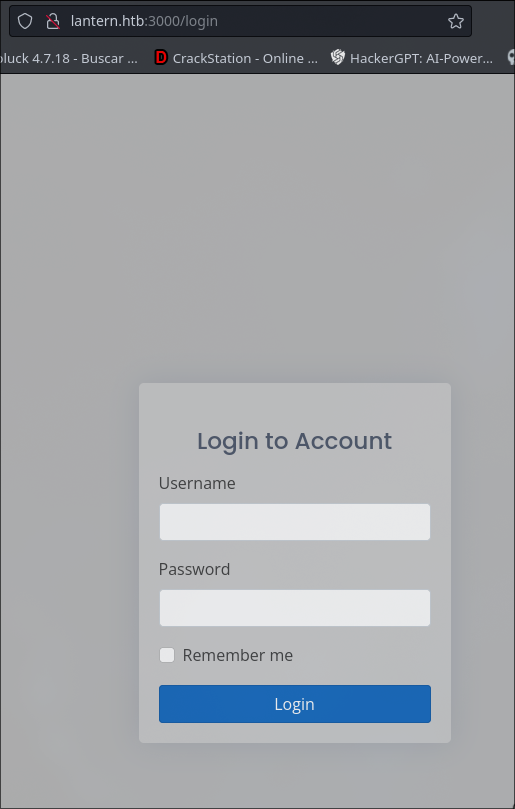 lantern.htb:3000/login
pluck 4.7.18 - Buscar ... CrackStation - Online ... HackerGPT: AI-Power...
Login to Account
Username
Password
Remember me
Login